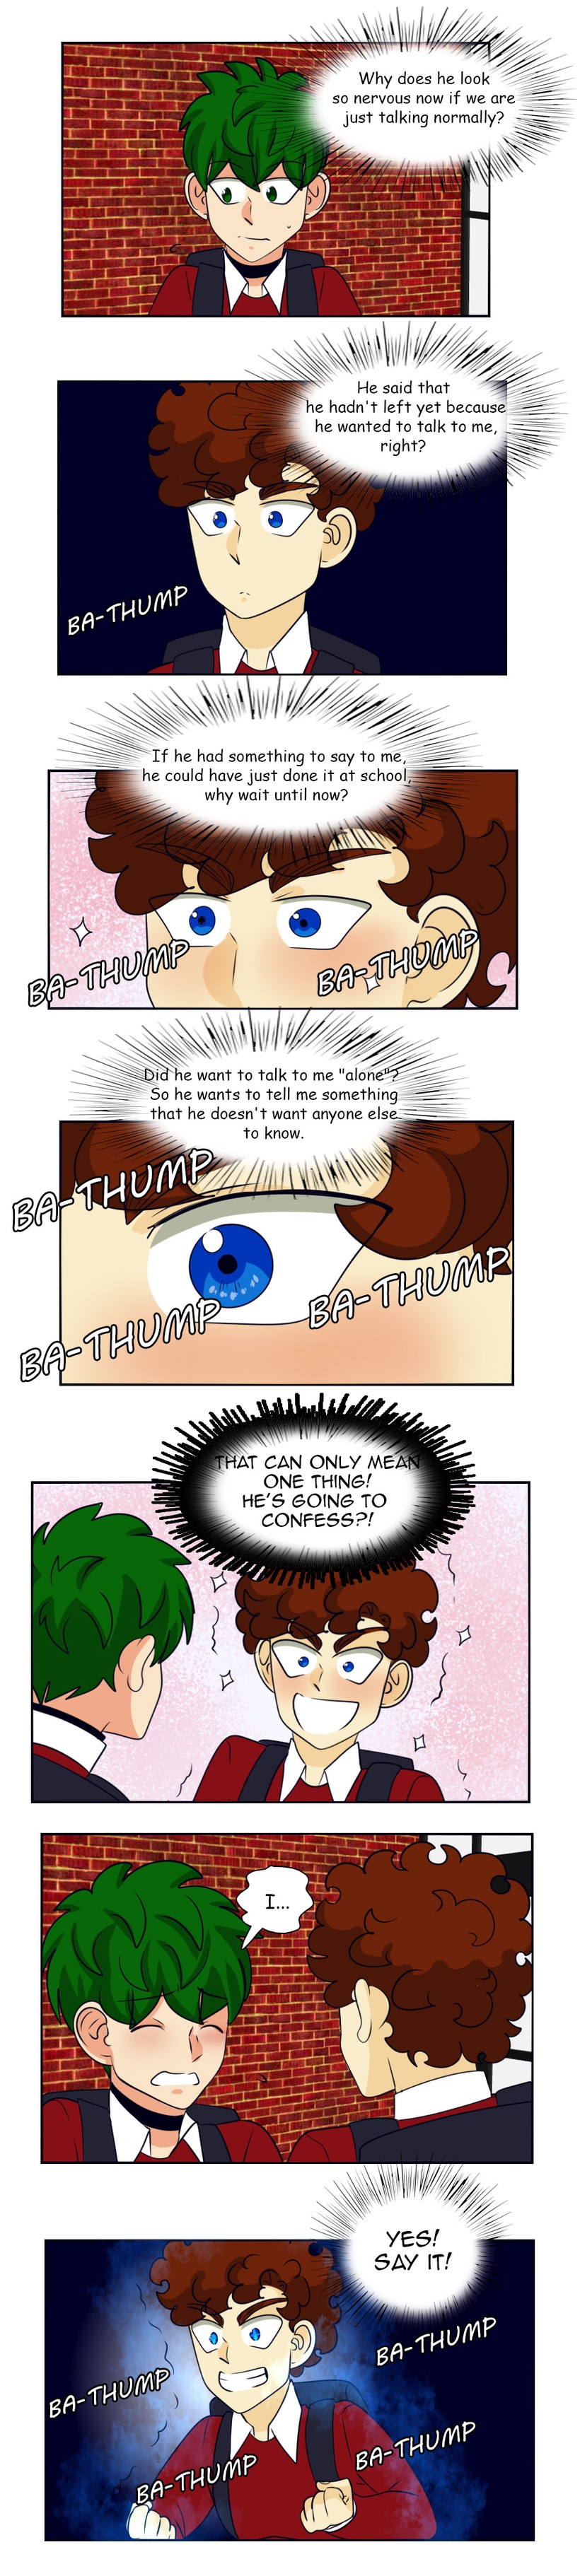 Why does he look
so nervous now if we are
just talking normally?
He said that
he hadn't left yet because
he wanted to talk to me,
right?
BA-THUMP
If he had something to say to me,
he could have just done it at school,
why wait until now?
BA-THUMP
BA-THUMP
Did he want to talk to me "alone"?
So he wants to tell me something
that he doesn't want anyone else
to know.
BA-THUMP
BA-THUMP
BA-THUMP
THAT CAN ONLY MEAN
ONE THING!
HE'S GOING TO
CONFESS?!
I...
YES!
SAY IT!
BA-THUMP
BA-THUMP
BA-THUMP
BA-THUMP